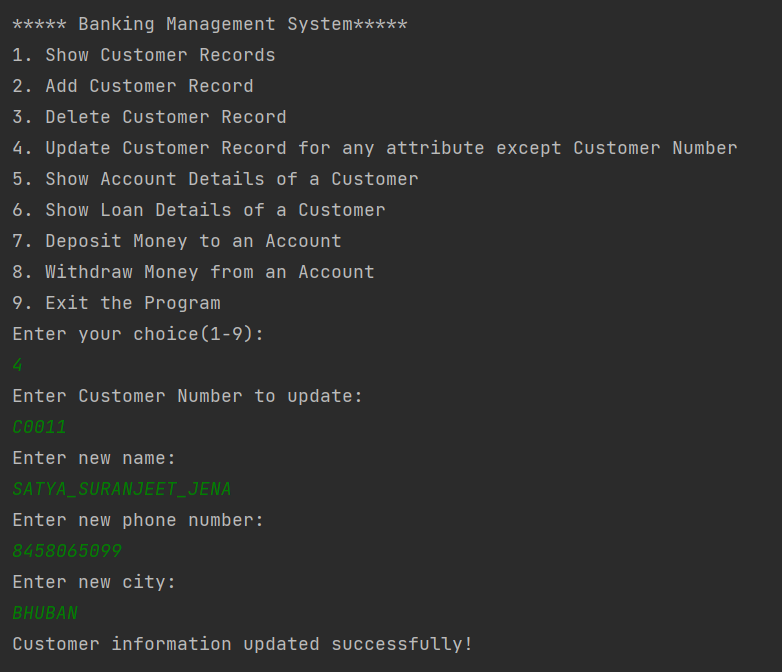 ***** Banking Management System*****
1. Show Customer Records
2. Add Customer Record
3. Delete Customer Record
4. Update Customer Record for any attribute except Customer Number
5. Show Account Details of a Customer
6. Show Loan Details of a Customer
7. Deposit Money to an Account
8. Withdraw Money from an Account
9. Exit the Program
Enter your choice(1-9):
4
Enter Customer Number to update:
C0011
Enter new name:
SATYA_SURANJEET_JENA
Enter new phone number:
8458065099
Enter new city:
BHUBAN
Customer information updated successfully!